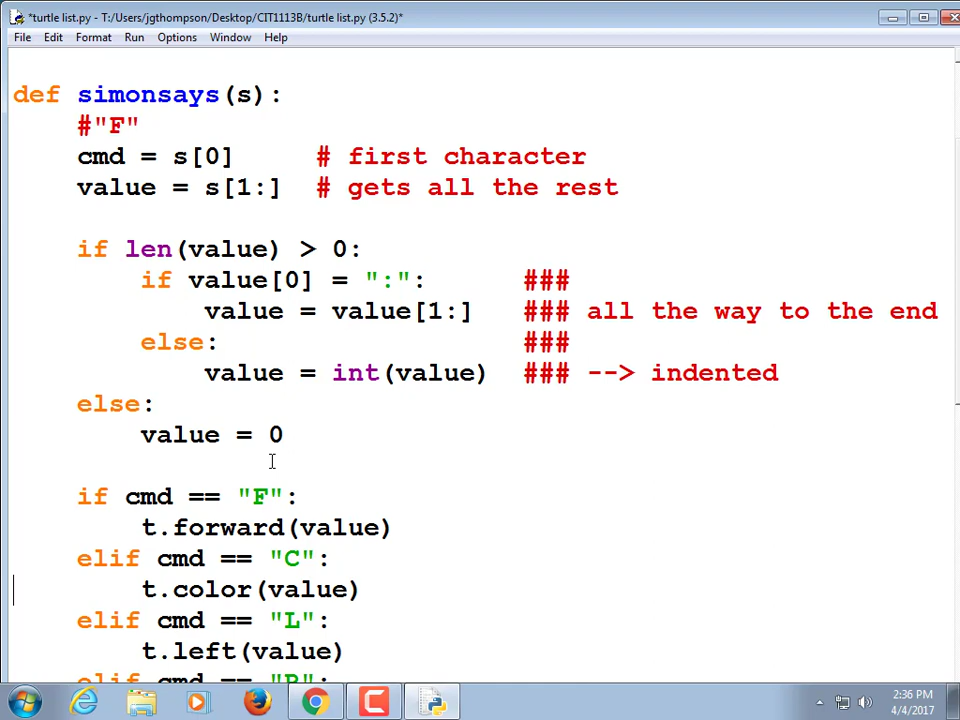 *turtle list.py - T:/Users/jgthompson/Desktop/CIT1113B/turtle list.py (3.5.2)*
File Edit Format Run Options Window Help
def simonsays(s):
    #"F"
    cmd = s[0]     # first character
    value = s[1:]  # gets all the rest
    if len(value) > 0:
        if value[0] = ":":      ###
            value = value[1:]   ### all the way to the end
        else:                   ###
            value = int(value)  ### --> indented
    else:
        value = 0
    if cmd == "F":
        t.forward(value)
    elif cmd == "C":
        t.color(value)
    elif cmd == "L":
        t.left(value)
    elif cmd == "R":
2:36 PM
4/4/2017